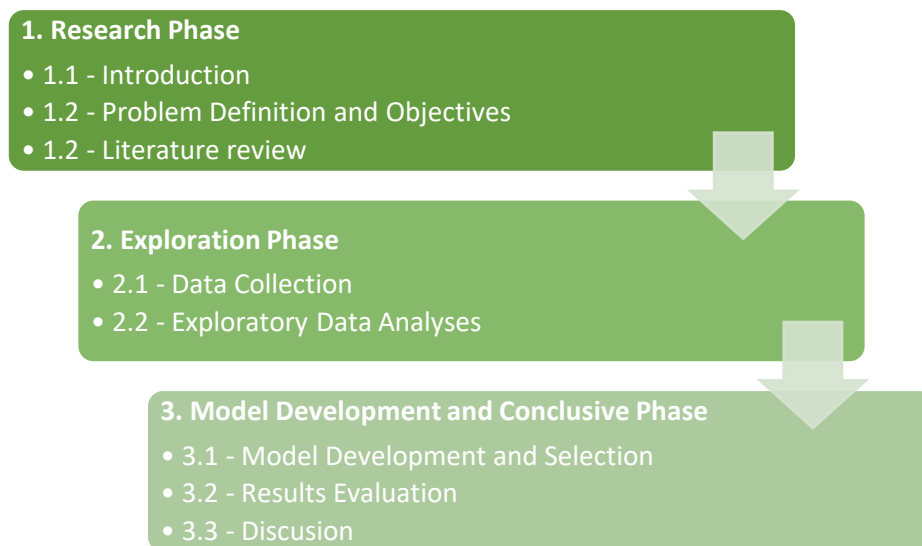 1. Research Phase
• 1.1 - Introduction
• 1.2 - Problem Definition and Objectives
• 1.2 - Literature review
2. Exploration Phase
• 2.1 - Data Collection
• 2.2 - Exploratory Data Analyses
3. Model Development and Conclusive Phase
• 3.1 - Model Development and Selection
• 3.2 - Results Evaluation
• 3.3 - Discusion